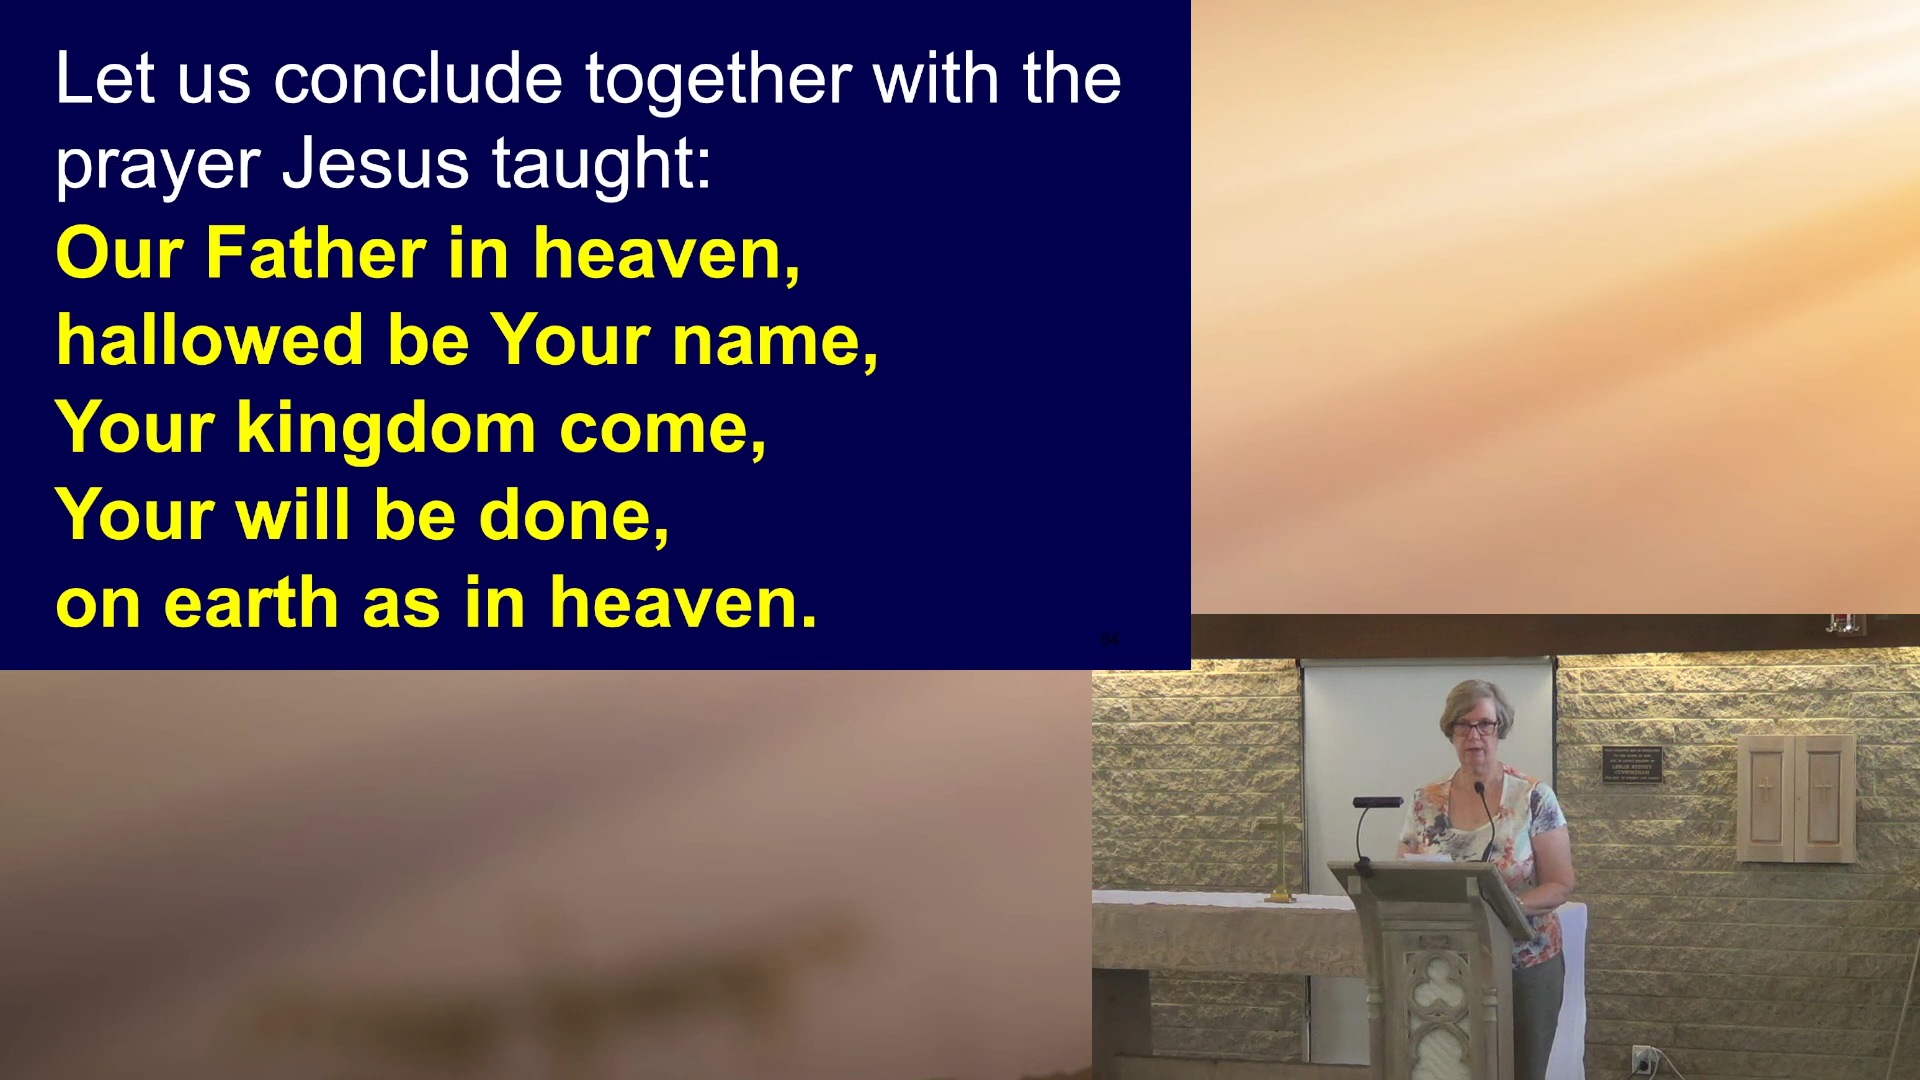 Let us conclude together with the
prayer Jesus taught:
Our Father in heaven,
hallowed be Your name,
Your kingdom come,
Your will be done,
on earth as in heaven.
64